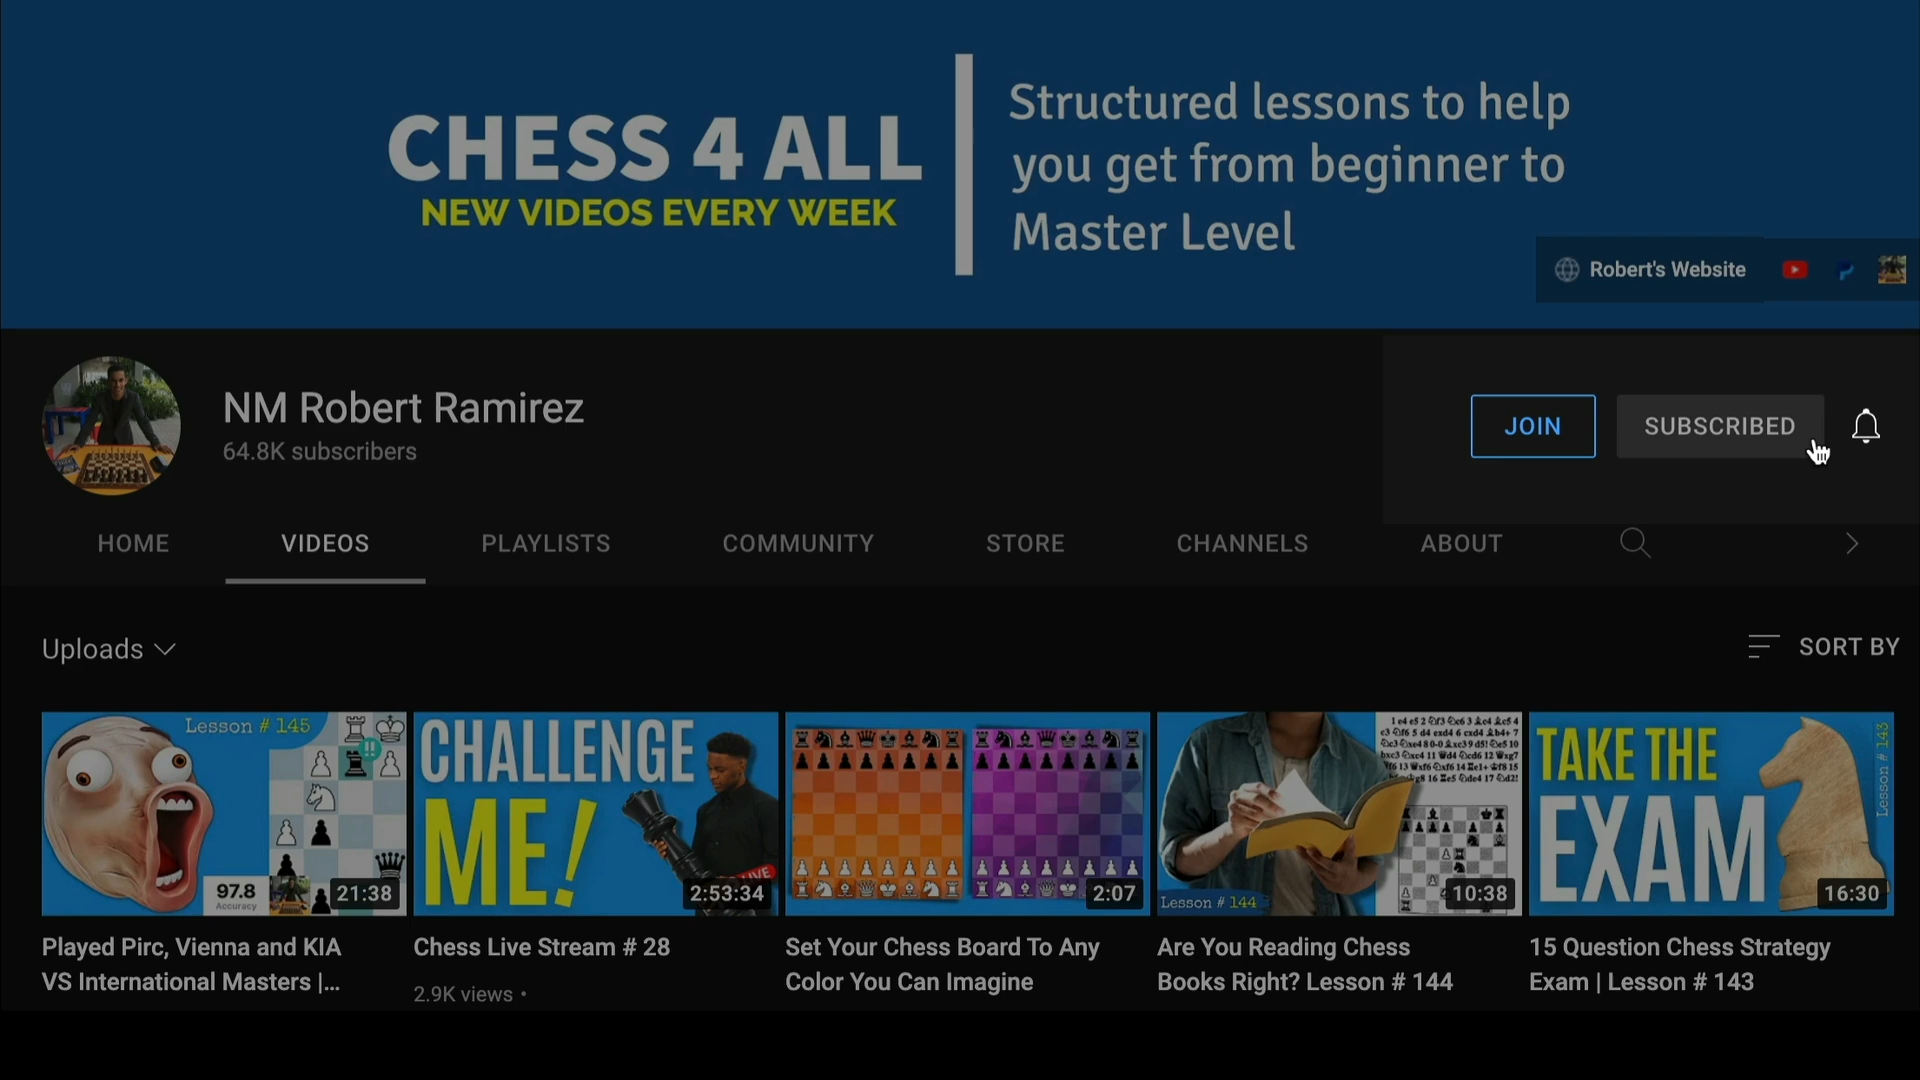 CHESS 4 ALL
NEW VIDEOS EVERY WEEK
Structured lessons to help
you get from beginner to
Master Level
Robert's Website
NM Robert Ramirez
64.8K subscribers
JOIN
SUBSCRIBED
HOME
VIDEOS
PLAYLISTS
COMMUNITY
STORE
CHANNELS
ABOUT
Uploads
SORT BY
Lesson # 145
97.8
Accuracy
21:38
CHALLENGE
ME!
LIVE
2:53:34
2:07
Lesson # 144
10:38
TAKE THE
EXAM
Lesson # 143
16:30
Played Pirc, Vienna and KIA
VS International Masters |...
Chess Live Stream # 28
2.9K views •
Set Your Chess Board To Any
Color You Can Imagine
Are You Reading Chess
Books Right? Lesson # 144
15 Question Chess Strategy
Exam | Lesson # 143